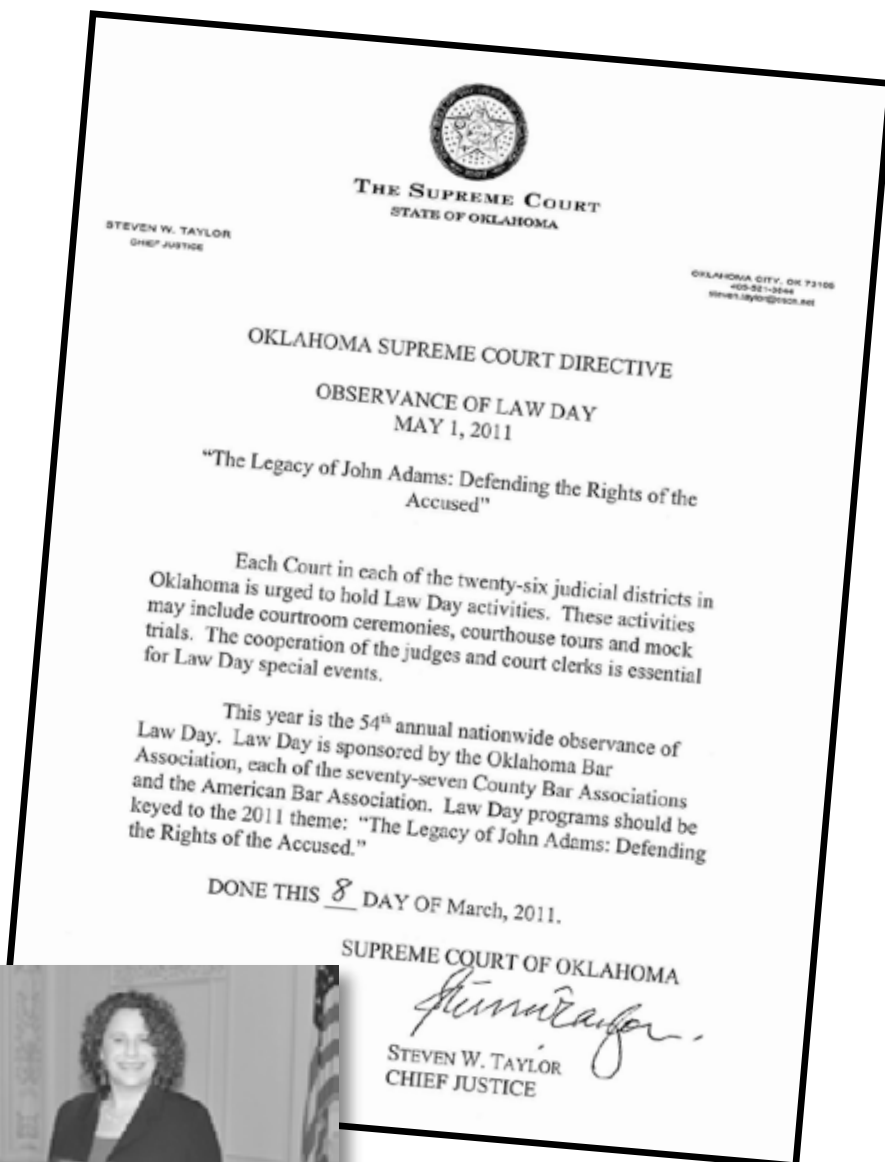 THE SUPREME COURT
STATE OF OKLAHOMA
STEVEN W. TAYLOR
CHIEF JUSTICE
OKLAHOMA CITY, OK 73105
OKLAHOMA SUPREME COURT DIRECTIVE
OBSERVANCE OF LAW DAY
MAY 1, 2011
“The Legacy of John Adams: Defending the Rights of the
Accused”
Each Court in each of the twenty-six judicial districts in
Oklahoma is urged to hold Law Day activities. These activities
may include courtroom ceremonies, courthouse tours and mock
trials. The cooperation of the judges and court clerks is essential
for Law Day special events.
This year is the 54th annual nationwide observance of
Law Day. Law Day is sponsored by the Oklahoma Bar
Association, each of the seventy-seven County Bar Associations
and the American Bar Association. Law Day programs should be
keyed to the 2011 theme: “The Legacy of John Adams: Defending
the Rights of the Accused.”
DONE THIS 8 DAY OF March, 2011.
SUPREME COURT OF OKLAHOMA
STEVEN W. TAYLOR
CHIEF JUSTICE